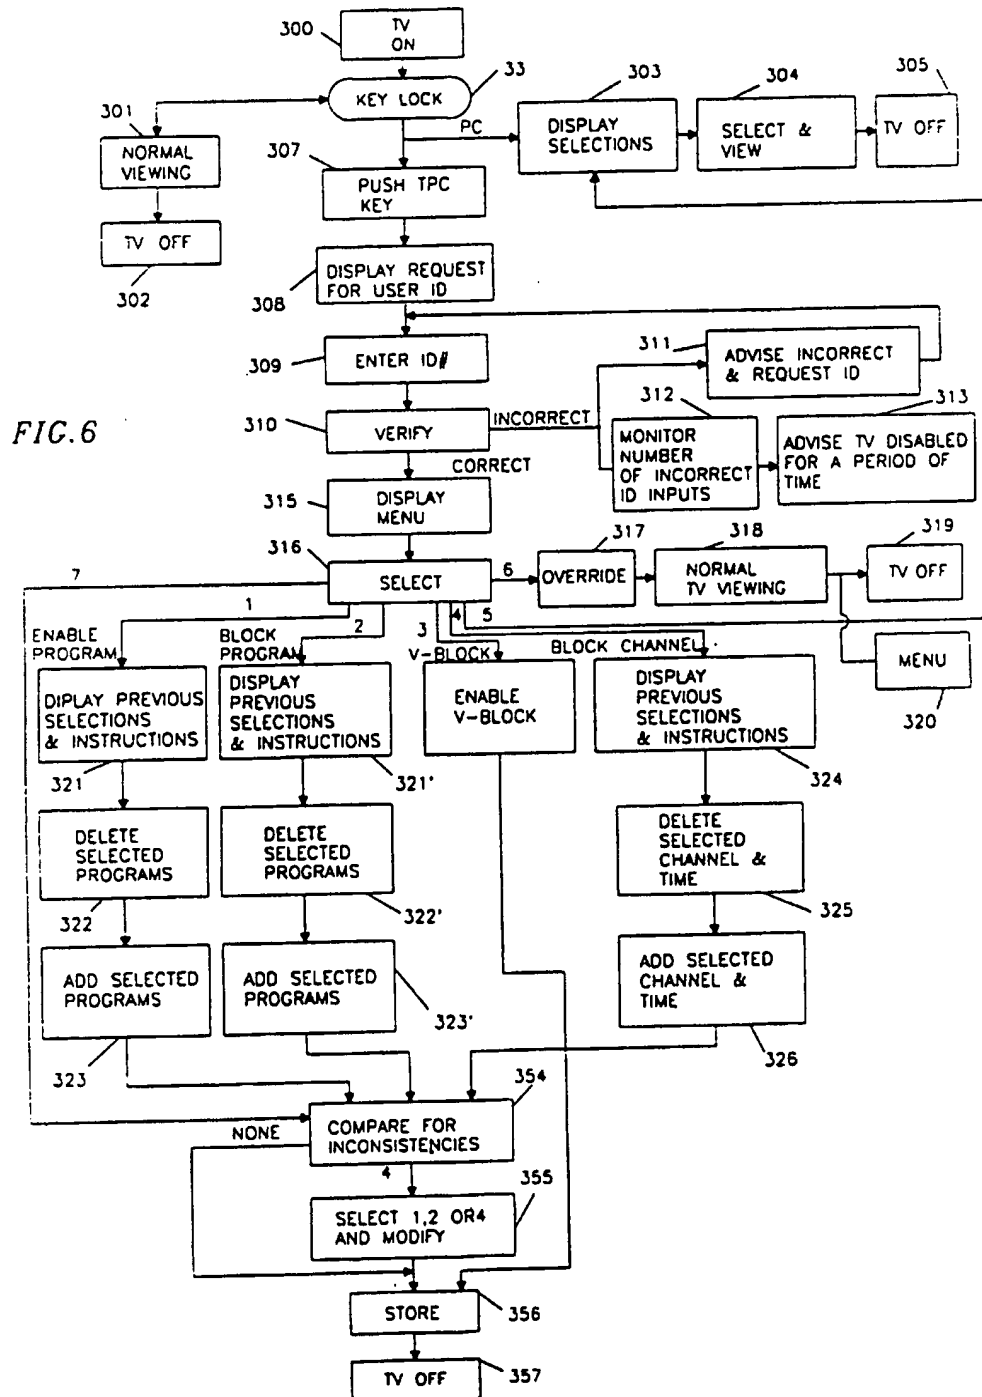 300
TV
ON
33
KEY LOCK
301
NORMAL
VIEWING
TV OFF
302
PC
303
DISPLAY
SELECTIONS
304
SELECT &
VIEW
305
TV OFF
307
PUSH TPC
KEY
308
DISPLAY REQUEST
FOR USER ID
309
ENTER ID#
310
VERIFY
INCORRECT
311
ADVISE INCORRECT
& REQUEST ID
312
MONITOR
NUMBER
OF INCORRECT
ID INPUTS
313
ADVISE TV DISABLED
FOR A PERIOD OF
TIME
FIG.6
CORRECT
315
DISPLAY
MENU
316
SELECT
6
317
OVERRIDE
318
NORMAL
TV VIEWING
319
TV OFF
MENU
320
7
1
2
3
4
5
ENABLE
PROGRAM
DIPLAY PREVIOUS
SELECTIONS
& INSTRUCTIONS
321
DELETE
SELECTED
PROGRAMS
322
ADD SELECTED
PROGRAMS
323
BLOCK
PROGRAM
DISPLAY
PREVIOUS
SELECTIONS
& INSTRUCTIONS
321'
DELETE
SELECTED
PROGRAMS
322'
ADD SELECTED
PROGRAMS
323'
V-BLOCK
ENABLE
V-BLOCK
BLOCK CHANNEL
DISPLAY
PREVIOUS
SELECTIONS
& INSTRUCTIONS
324
DELETE
SELECTED
CHANNEL &
TIME
325
ADD SELECTED
CHANNEL &
TIME
326
354
COMPARE FOR
INCONSISTENCIES
NONE
4
355
SELECT 1,2 OR4
AND MODIFY
STORE
356
TV OFF
357